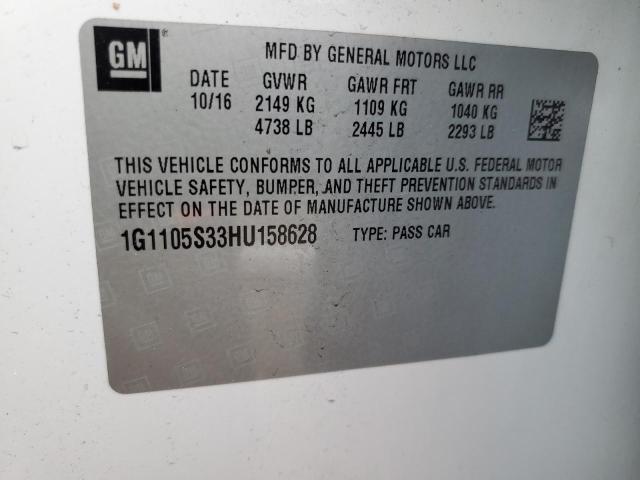 GM ® MFD BY GENERAL MOTORS LLC
DATE GVWR GAWR FRT GAWR RR
10/16 2149 KG 1109 KG 1040 KG
4738 LB 2445 LB 2293 LB
THIS VEHICLE CONFORMS TO ALL APPLICABLE U.S. FEDERAL MOTOR
VEHICLE SAFETY, BUMPER, AND THEFT PREVENTION STANDARDS IN
EFFECT ON THE DATE OF MANUFACTURE SHOWN ABOVE.
1G1105S33HU158628 TYPE: PASS CAR